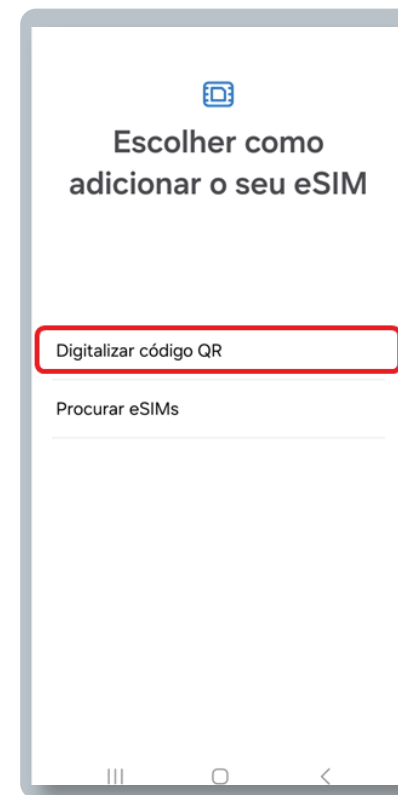 Escolher como
adicionar o seu eSIM
Digitalizar código QR
Procurar eSIMs